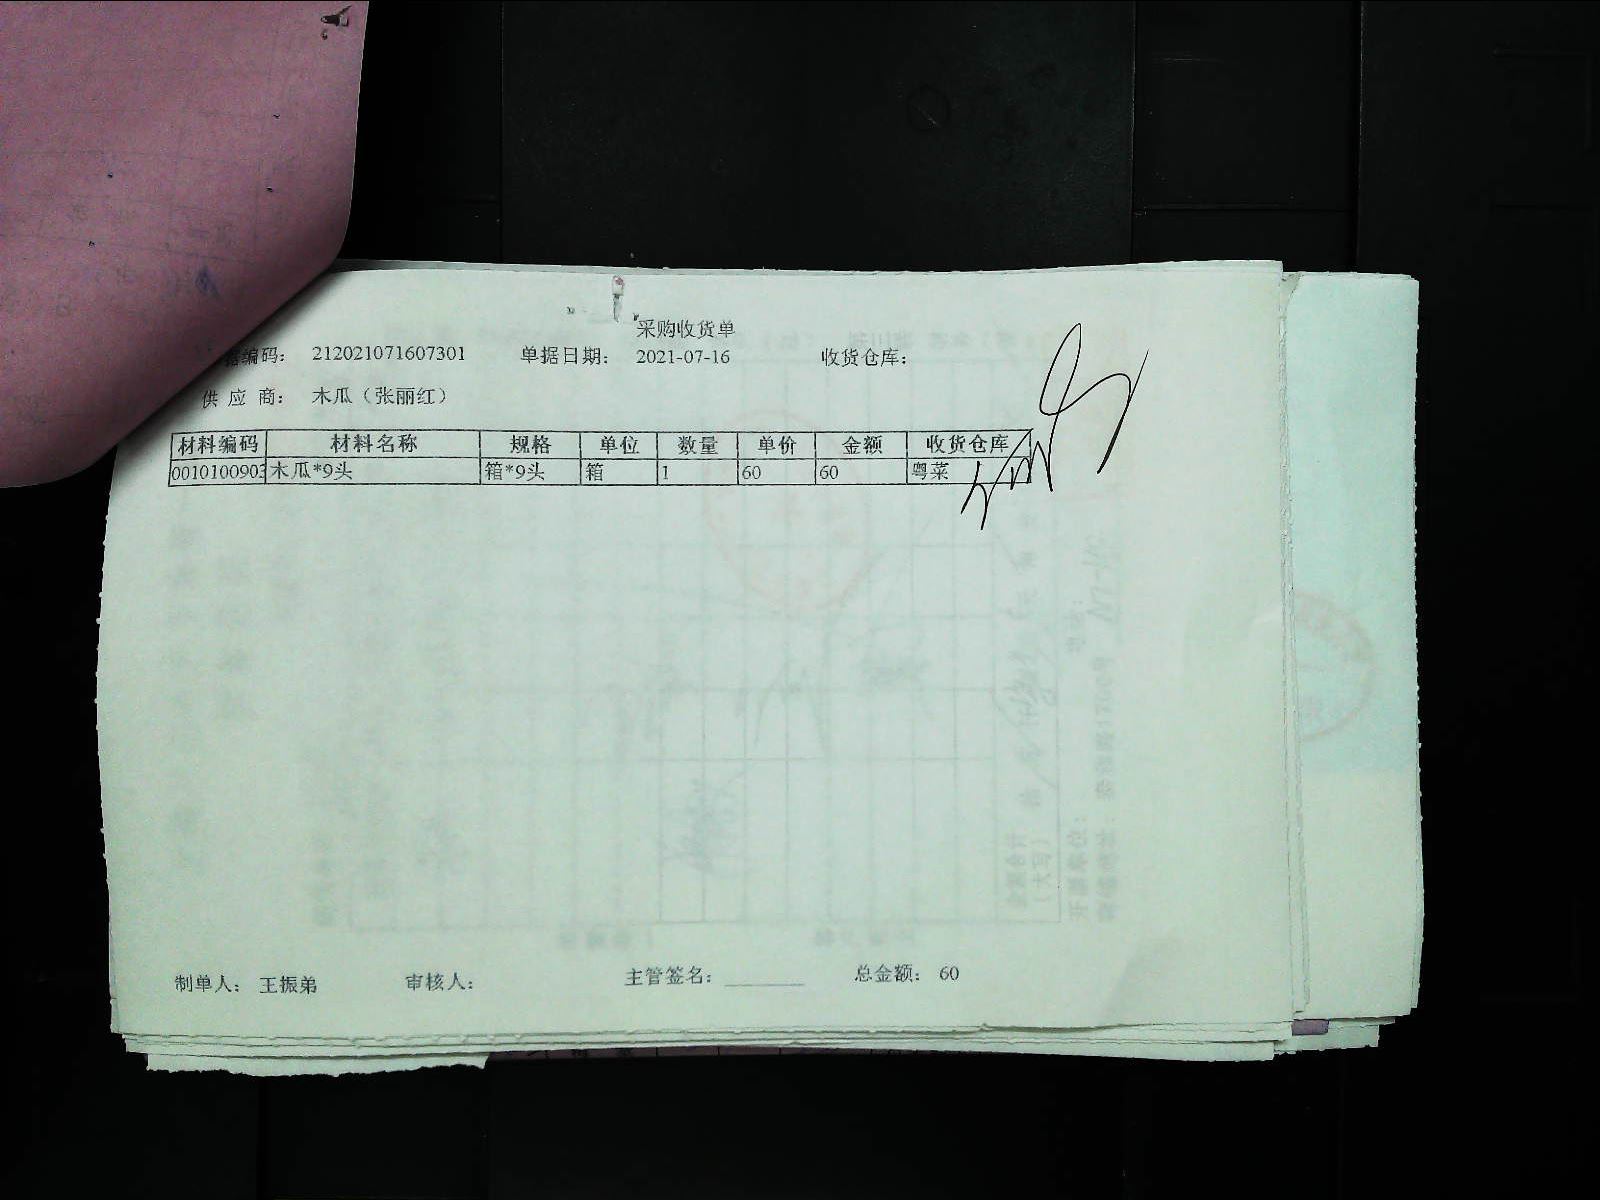 采购收货单
编码： 212021071607301 单据日期： 2021-07-16 收货仓库：
供 应 商： 木瓜（张丽红）
材料编码 材料名称 规格 单位 数量 单价 金额 收货仓库
001010090 木瓜*9头 箱*9头 箱 1 60 60 粤菜
制单人： 王振弟 审核人： 主管签名： ________ 总金额： 60